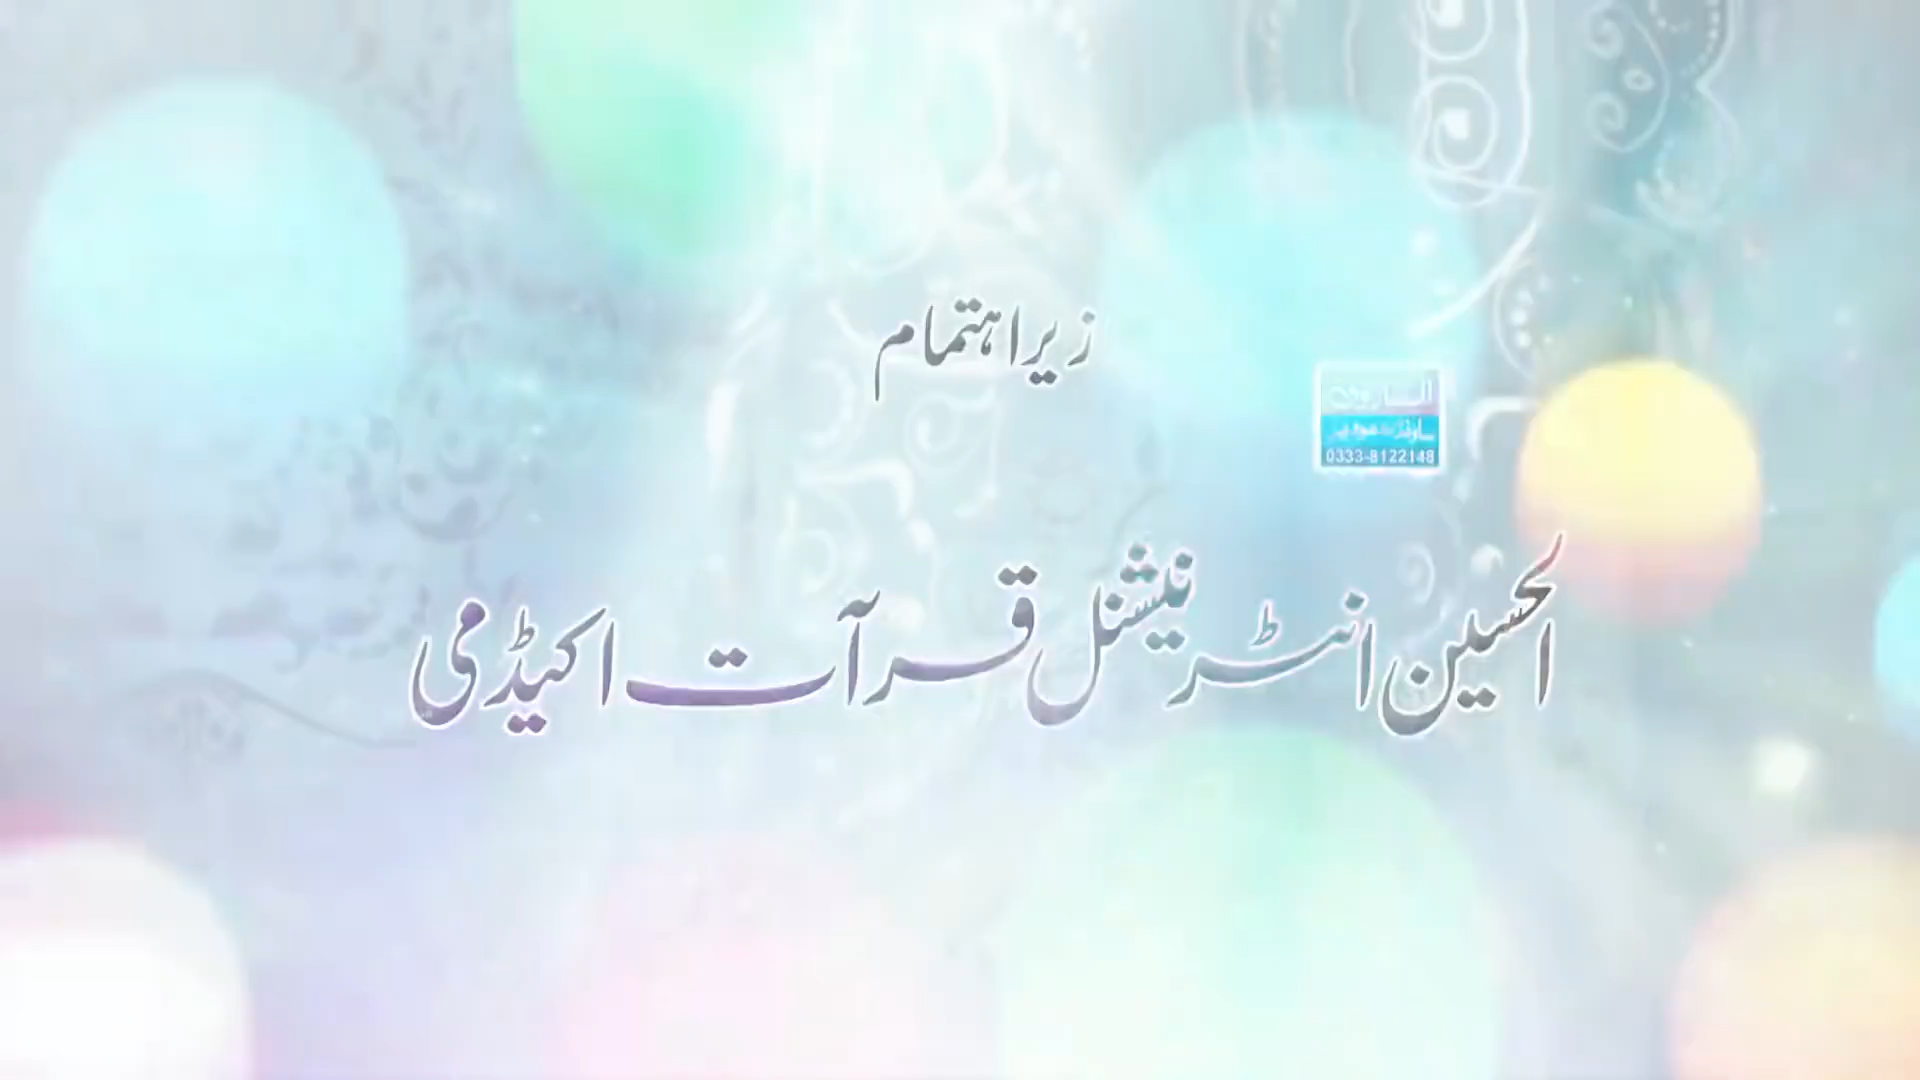 زیر اہتمام
الحسین انٹرنیشنل قرآت اکیڈمی
0333-8122148